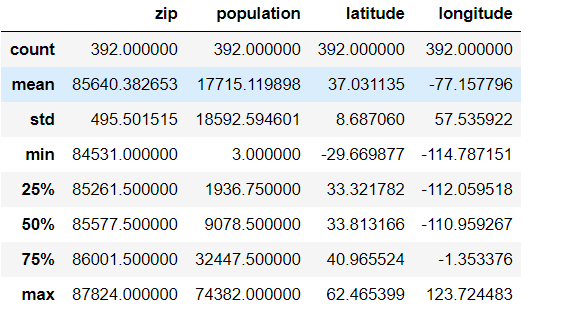 zip population latitude longitude
count 392.000000 392.000000 392.000000 392.000000
mean 85640.382653 17715.119898 37.031135 -77.157796
std 495.501515 18592.594601 8.687060 57.535922
min 84531.000000 3.000000 -29.669877 -114.787151
25% 85261.500000 1936.750000 33.321782 -112.059518
50% 85577.500000 9078.500000 33.813166 -110.959267
75% 86001.500000 32447.500000 40.965524 -1.353376
max 87824.000000 74382.000000 62.465399 123.724483